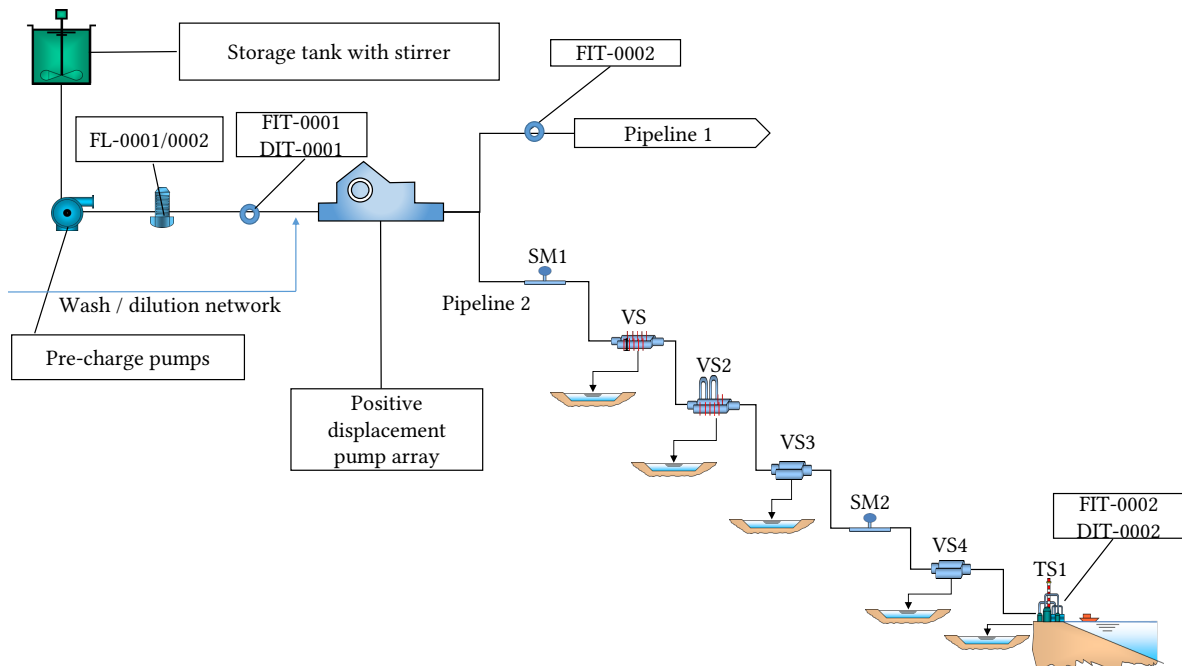 Storage tank with stirrer
FIT-0002
FL-0001/0002
FIT-0001
DIT-0001
Pipeline 1
SM1
Wash / dilution network
Pipeline 2
VS
1
Pre-charge pumps
VS2
Positive
displacement
pump array
VS3
SM2
FIT-0002
DIT-0002
VS4
TS1